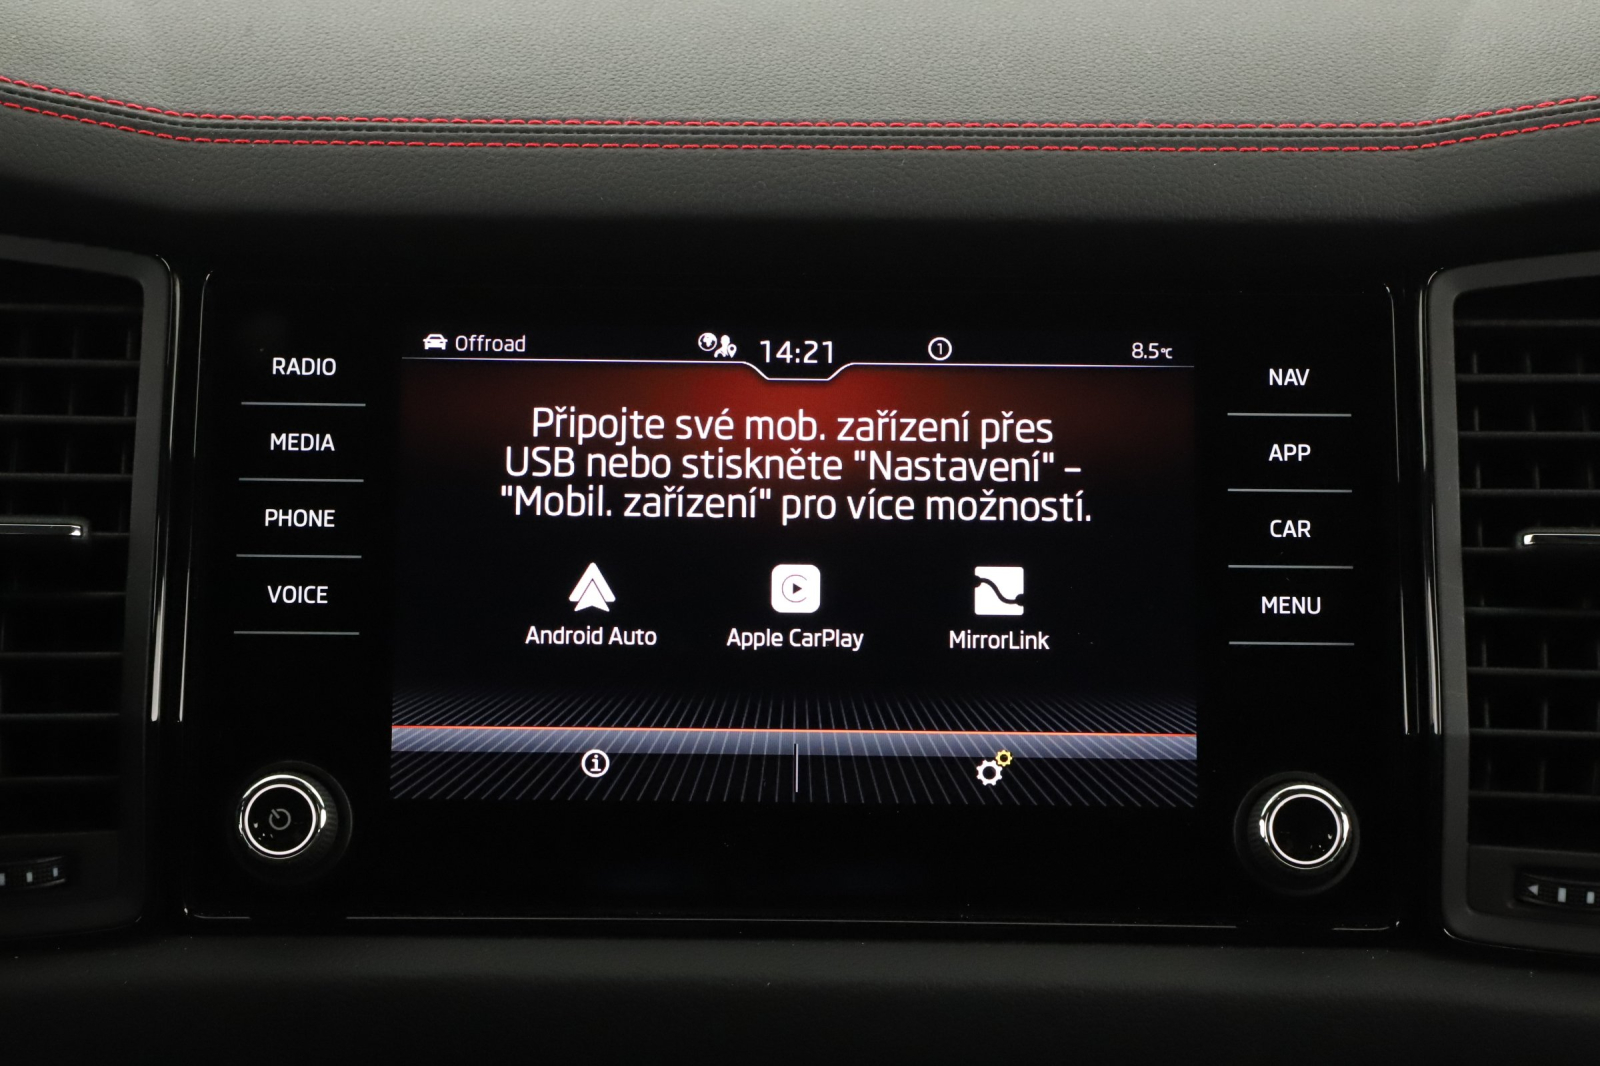 Offroad
14:21
1
8.5°C
RADIO
MEDIA
PHONE
VOICE
Připojte své mob. zařízení přes
USB nebo stiskněte "Nastavení" –
"Mobil. zařízení" pro více možností.
Android Auto
Apple CarPlay
MirrorLink
NAV
APP
CAR
MENU